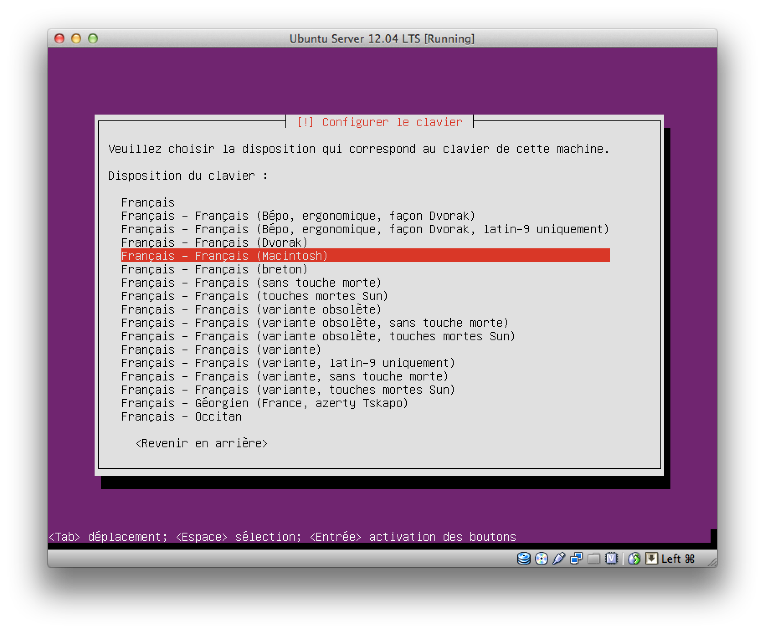 Ubuntu Server 12.04 LTS [Running]
[!] Configurer le clavier
Veuillez choisir la disposition qui correspond au clavier de cette machine.
Disposition du clavier :
Français
Français - Français (Bépo, ergonomique, façon Dvorak)
Français - Français (Bépo, ergonomique, façon Dvorak, latin-9 uniquement)
Français - Français (Dvorak)
Français - Français (Macintosh)
Français - Français (breton)
Français - Français (sans touche morte)
Français - Français (touches mortes Sun)
Français - Français (variante obsolète)
Français - Français (variante obsolète, sans touche morte)
Français - Français (variante obsolète, touches mortes Sun)
Français - Français (variante)
Français - Français (variante, latin-9 uniquement)
Français - Français (variante, sans touche morte)
Français - Français (variante, touches mortes Sun)
Français - Géorgien (France, azerty Tskapo)
Français - Occitan
<Revenir en arrière>
<Tab> déplacement; <Espace> sélection; <Entrée> activation des boutons
Left ⌘